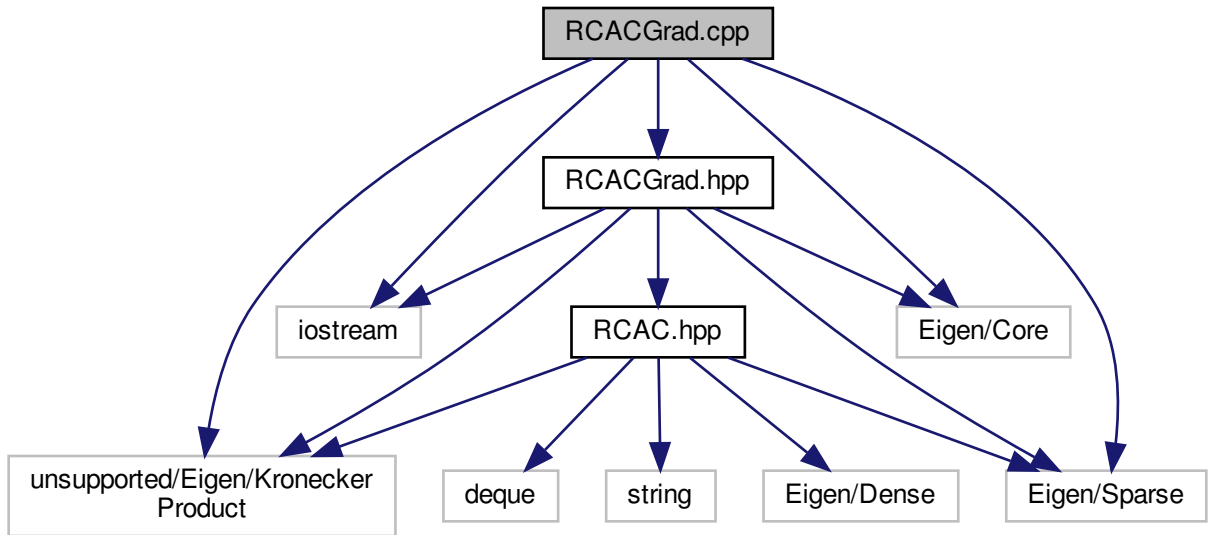 RCACGrad.cpp
RCACGrad.hpp
iostream
RCAC.hpp
Eigen/Core
unsupported/Eigen/Kronecker
Product
deque
string
Eigen/Dense
Eigen/Sparse